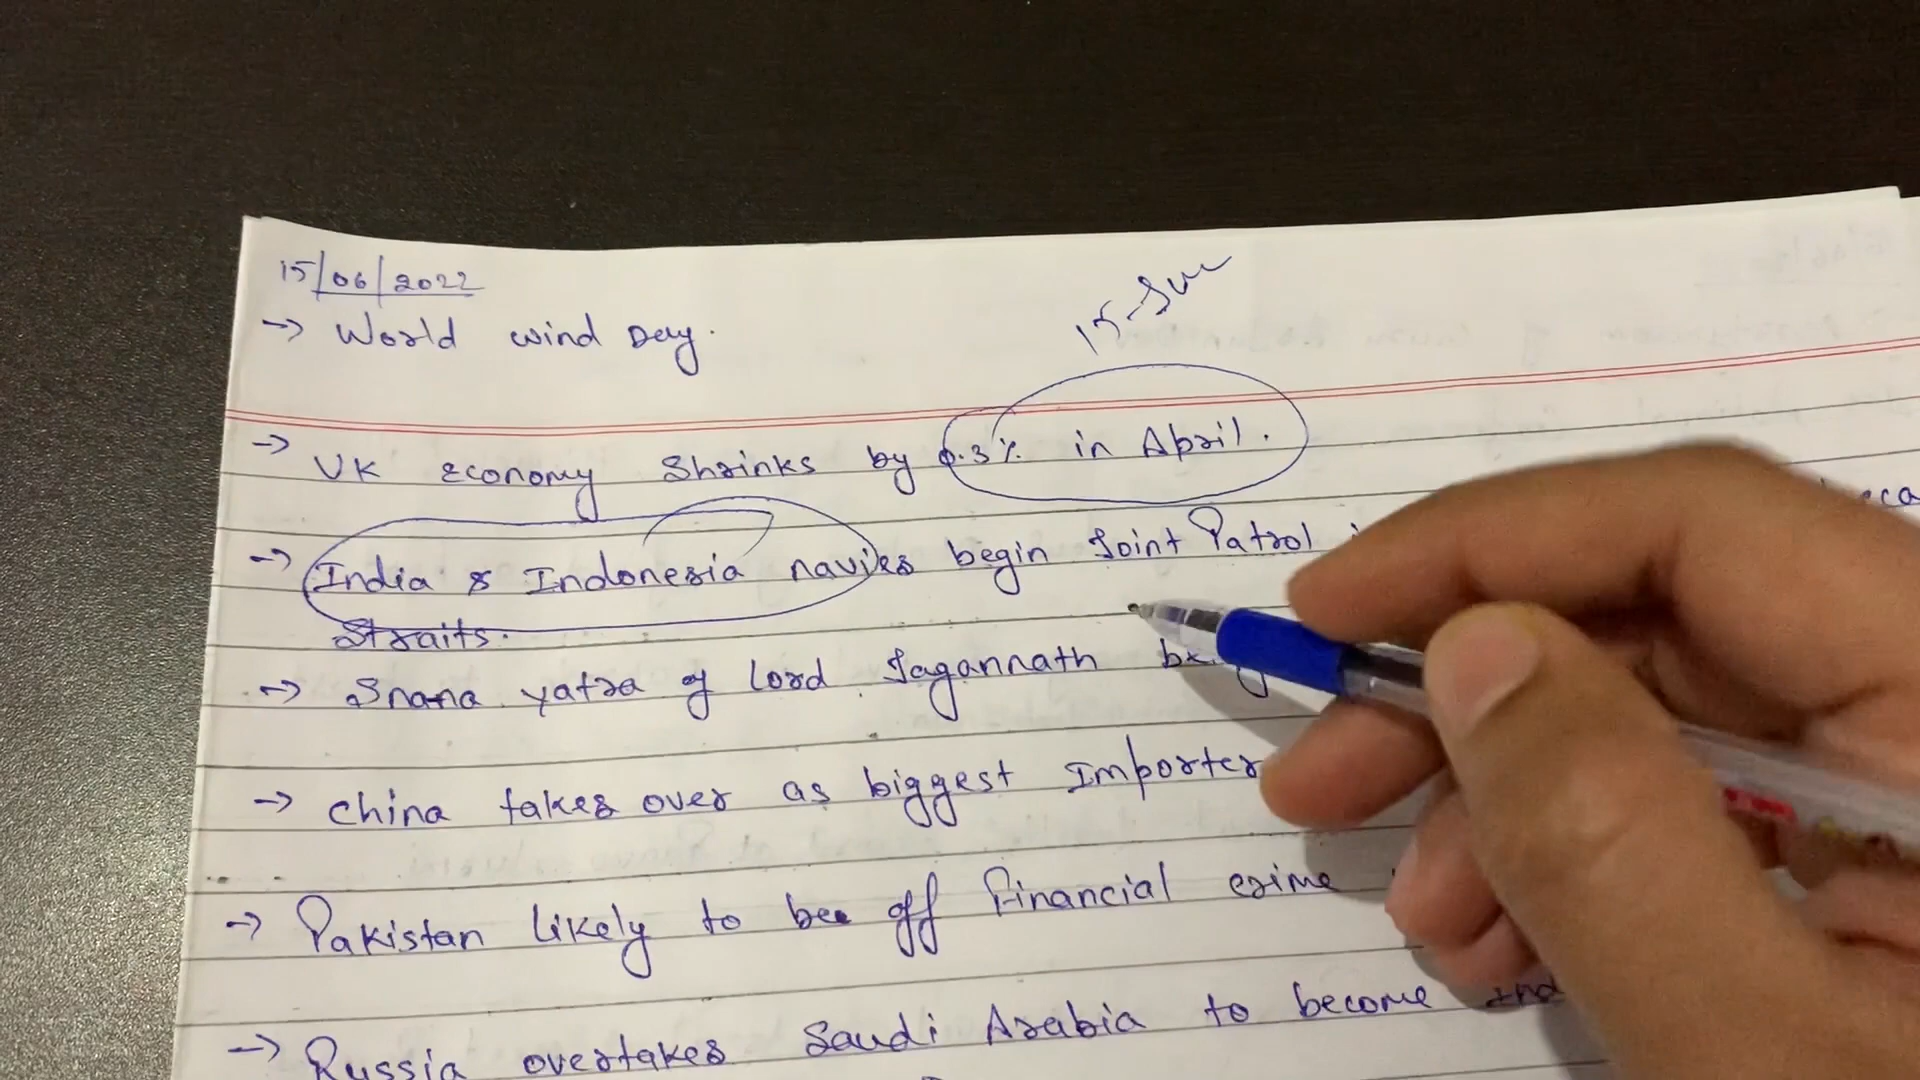 15/06/2022
→ World wind Day.
15-June
→ UK Economy Shrinks by 0.3% in April.
→ India & Indonesia navies begin Joint Patrol
Straits.
→ Snana yatra of lord Jagannath
→ China takes over as biggest Importer
→ Pakistan likely to be off Financial crime
→ Russia overtakes Saudi Arabia to become